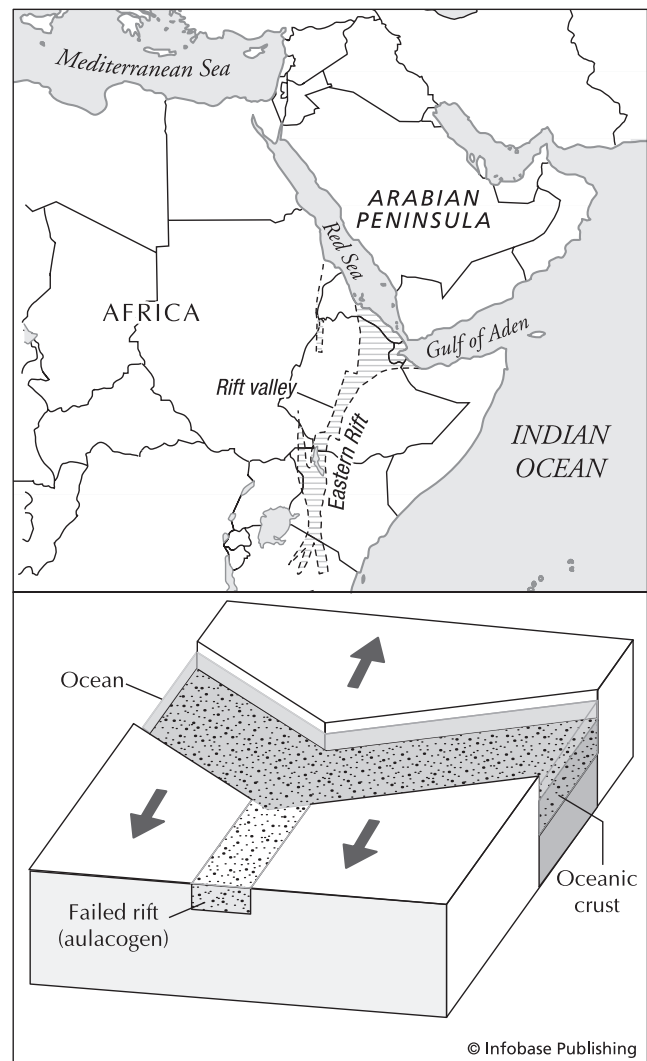 Mediterranean Sea
ARABIAN
PENINSULA
Red Sea
AFRICA
Gulf of Aden
Rift valley
Eastern Rift
INDIAN
OCEAN
Ocean
Failed rift
(aulacogen)
Oceanic
crust
© Infobase Publishing